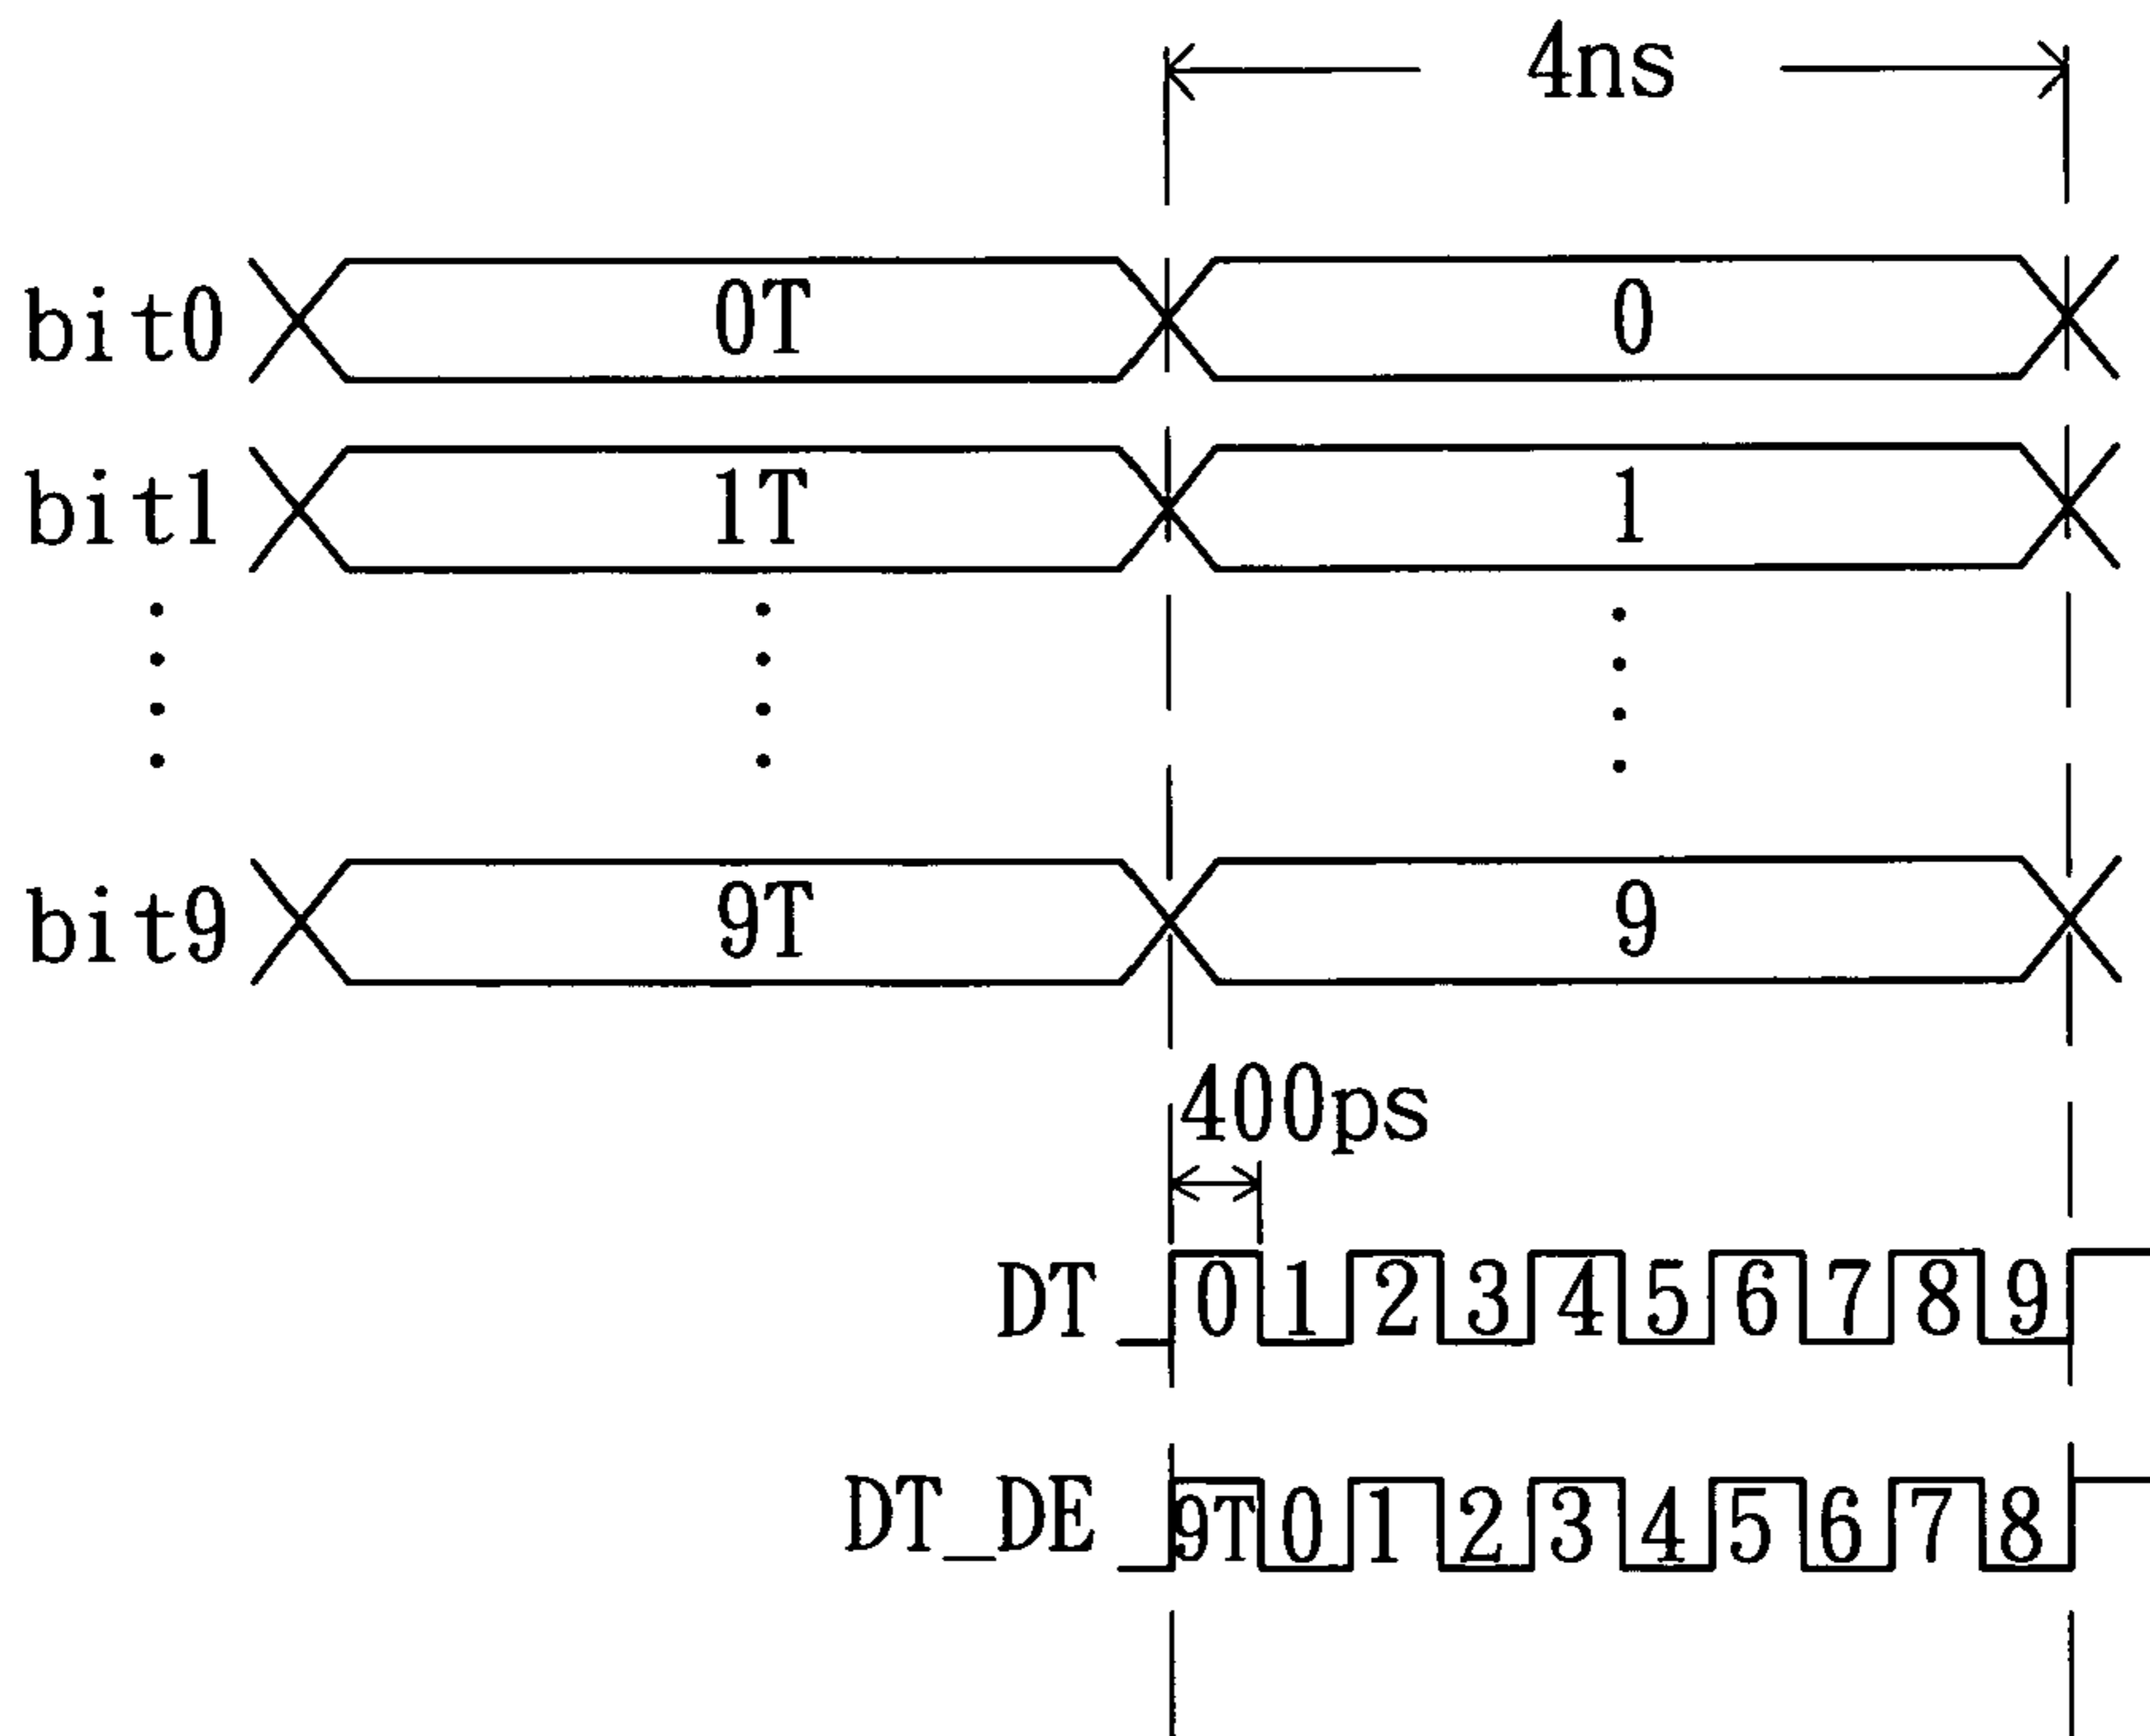 4ns
bit0 0T 0
bit1 1T 1
bit9 9T 9
400ps
DT 0 1 2 3 4 5 6 7 8 9
DT_DE 9T 0 1 2 3 4 5 6 7 8